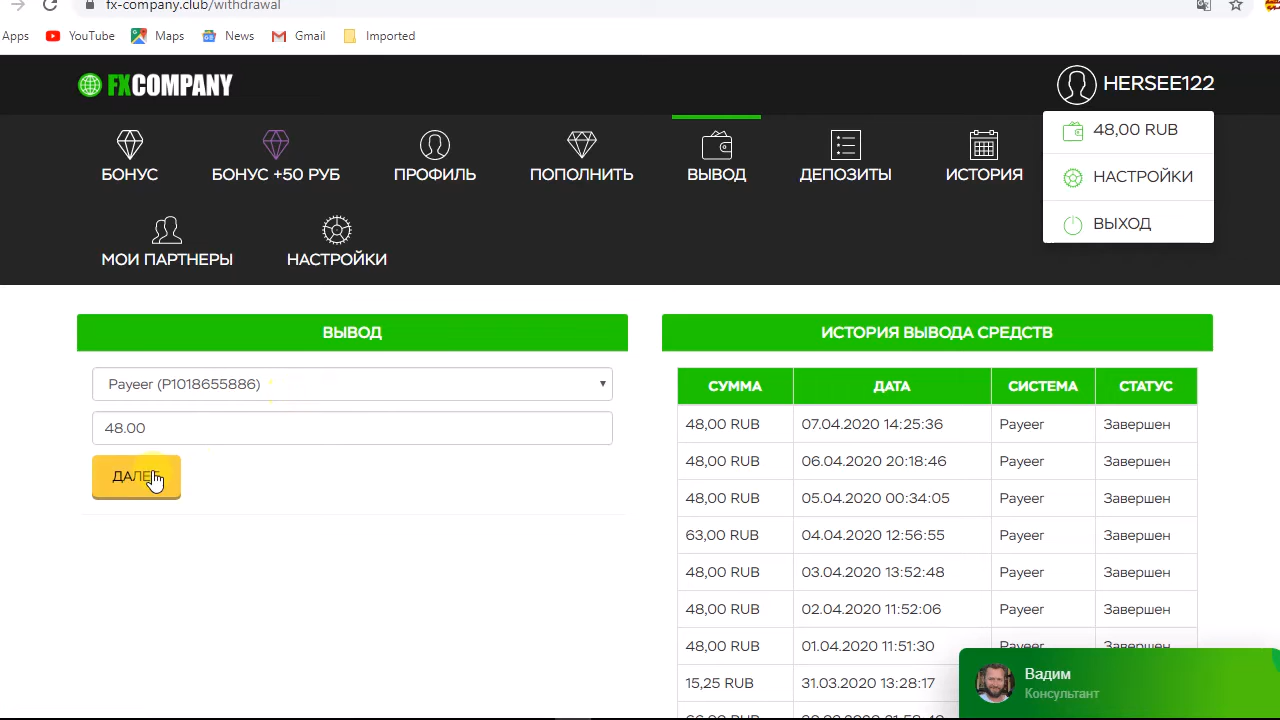 fx-company.club/withdrawal
Apps YouTube Maps News Gmail Imported
FXCOMPANY
HERSEE122
48,00 RUB
НАСТРОЙКИ
ВЫХОД
БОНУС БОНУС +50 РУБ ПРОФИЛЬ ПОПОЛНИТЬ ВЫВОД ДЕПОЗИТЫ ИСТОРИЯ
МОИ ПАРТНЕРЫ НАСТРОЙКИ
ВЫВОД
Payeer (P1018655886)
48.00
ДАЛЕЕ
ИСТОРИЯ ВЫВОДА СРЕДСТВ
СУММА ДАТА СИСТЕМА СТАТУС
48,00 RUB 07.04.2020 14:25:36 Payeer Завершен
48,00 RUB 06.04.2020 20:18:46 Payeer Завершен
48,00 RUB 05.04.2020 00:34:05 Payeer Завершен
63,00 RUB 04.04.2020 12:56:55 Payeer Завершен
48,00 RUB 03.04.2020 13:52:48 Payeer Завершен
48,00 RUB 02.04.2020 11:52:06 Payeer Завершен
48,00 RUB 01.04.2020 11:51:30 Payeer Завершен
15,25 RUB 31.03.2020 13:28:17
Вадим
Консультант